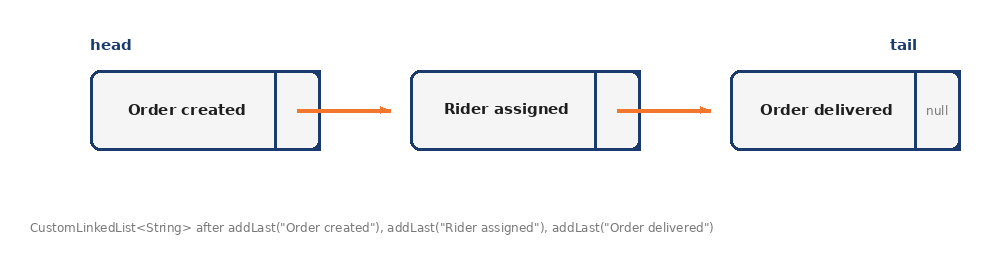 head
tail
Order created
Rider assigned
Order delivered
null
CustomLinkedList<String> after addLast("Order created"), addLast("Rider assigned"), addLast("Order delivered")